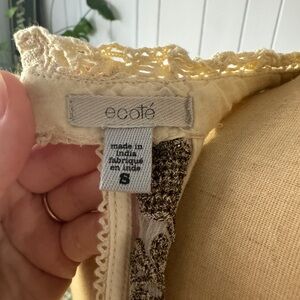 ecoté
made in
india
fabriqué
en inde
S